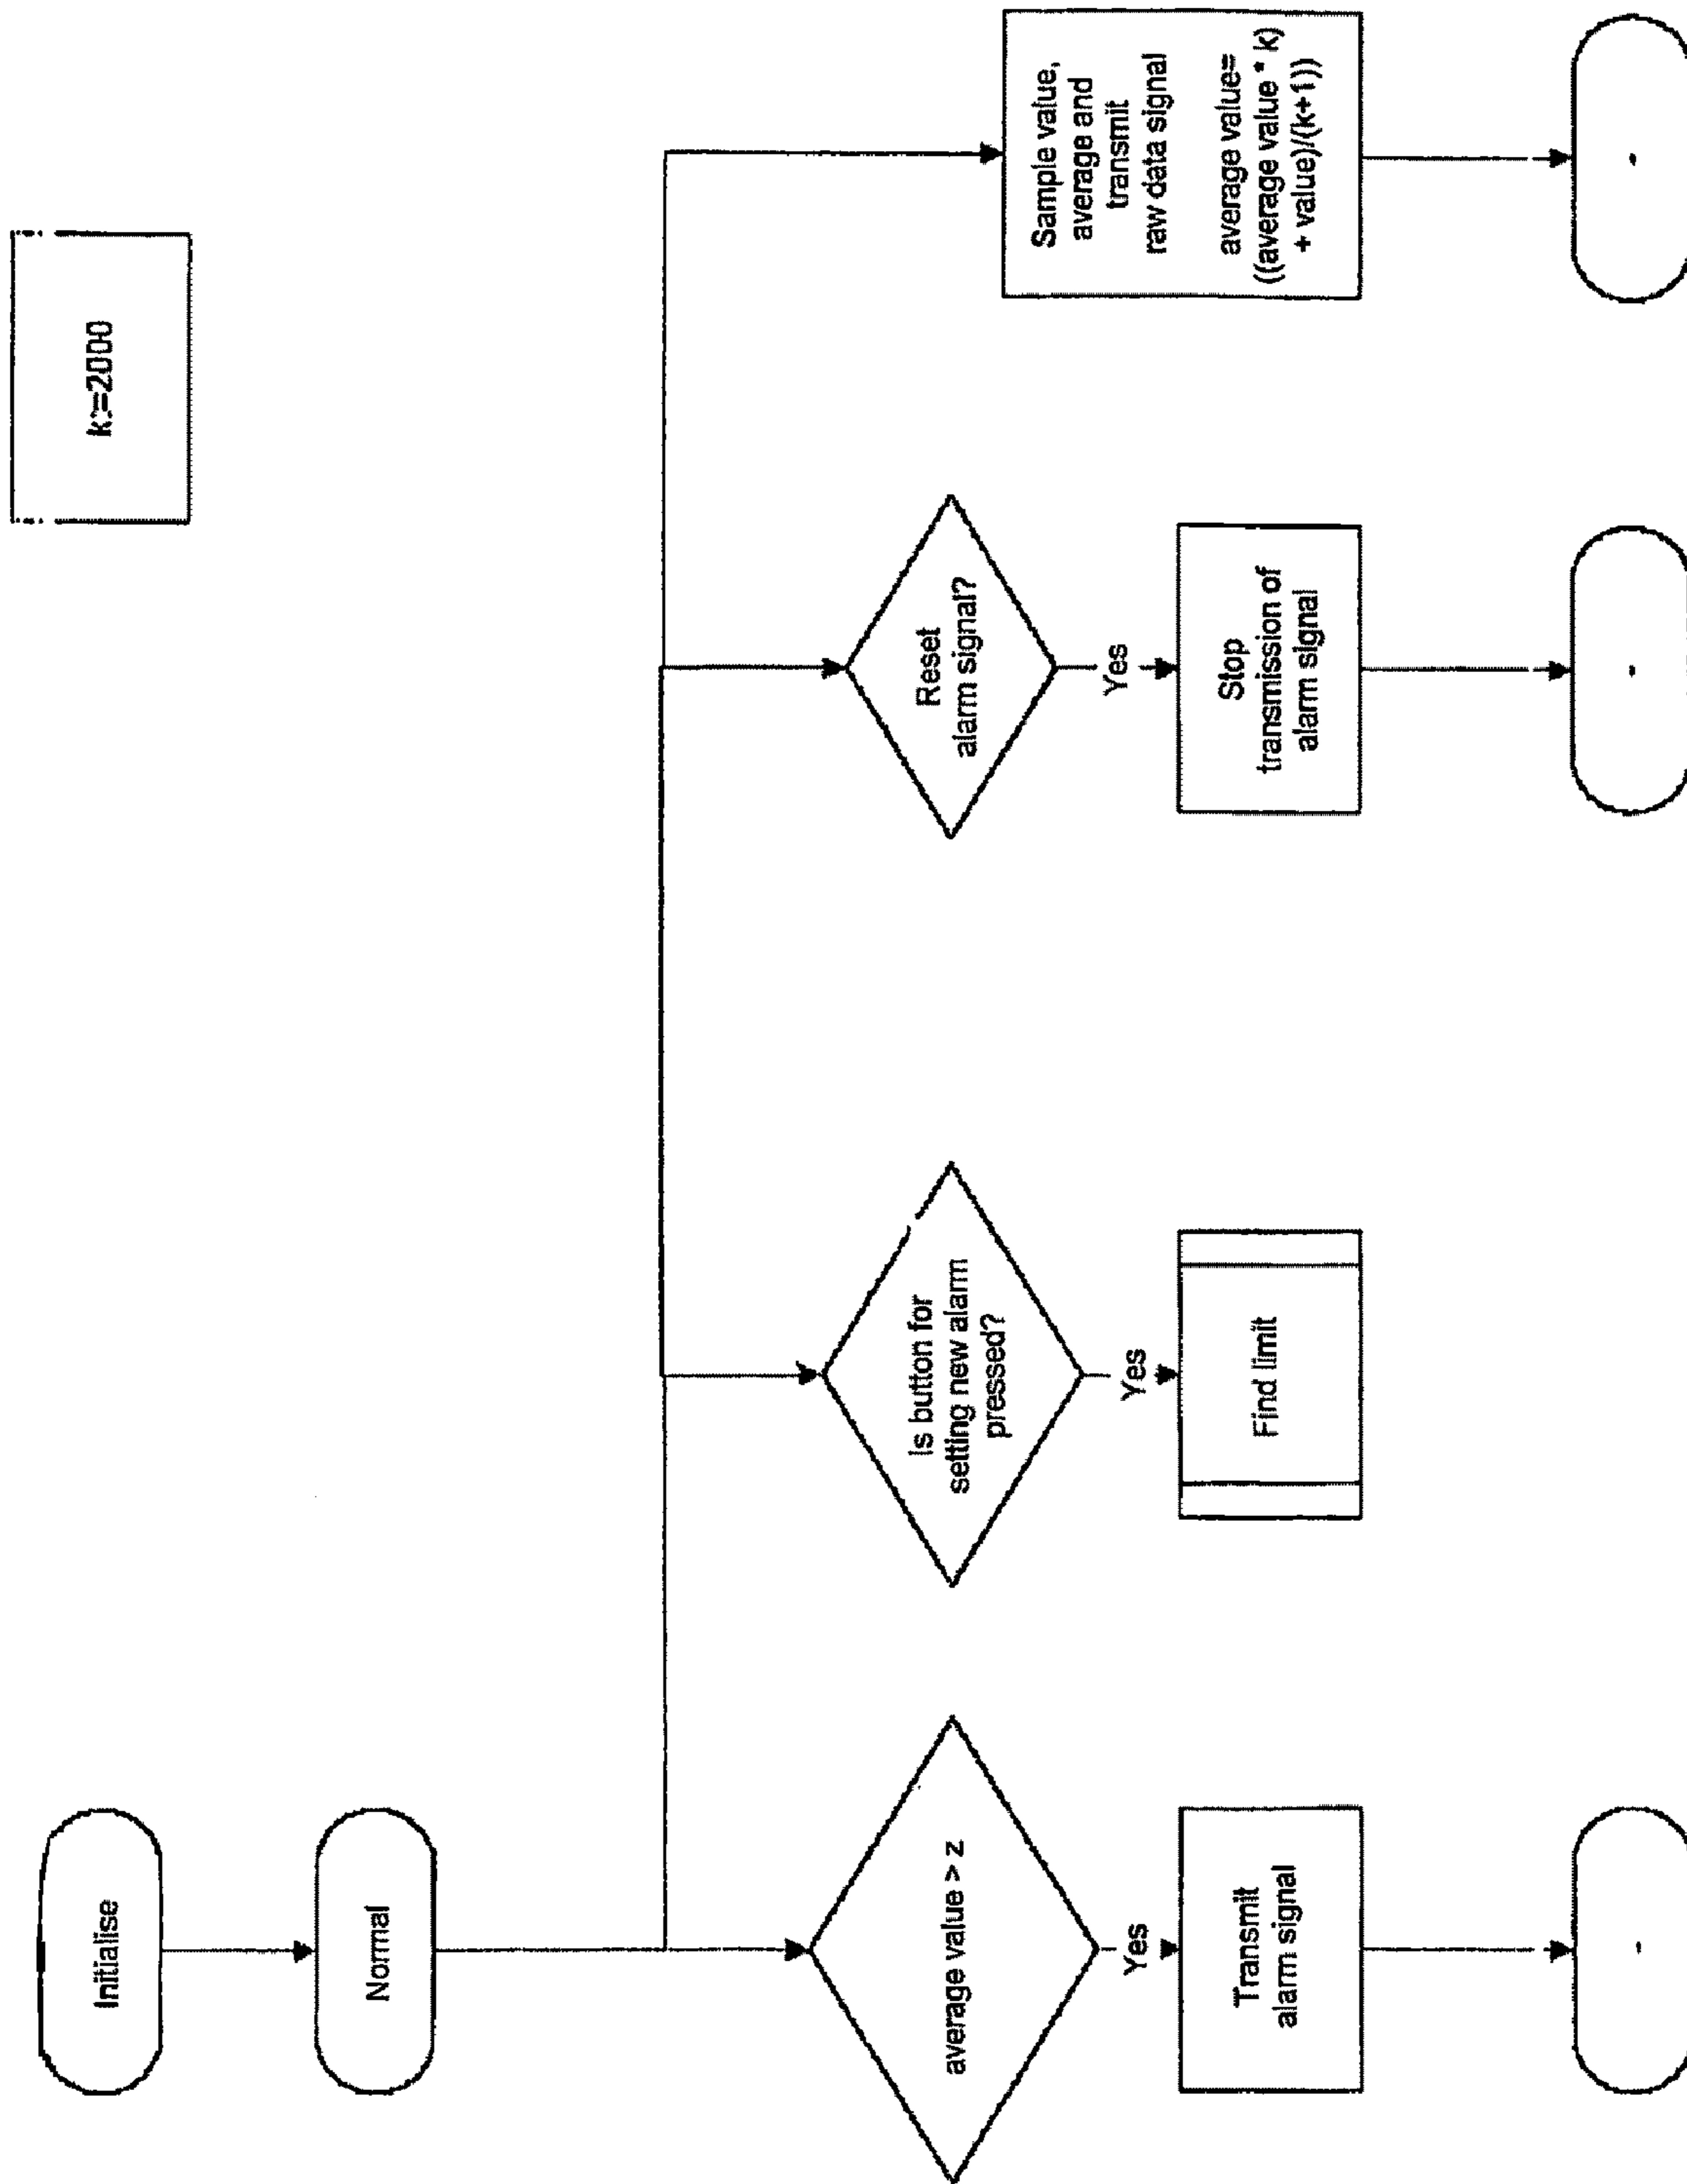 Initialise
k:=2000
Normal
average value > z
Yes
Transmit
alarm signal
-
Is button for
setting new alarm
pressed?
Yes
Find limit
Reset
alarm signal?
Yes
Stop
transmission of
alarm signal
-
Sample value,
average and
transmit
raw data signal
average value=
((average value * k)
+ value)/(k+1))
-